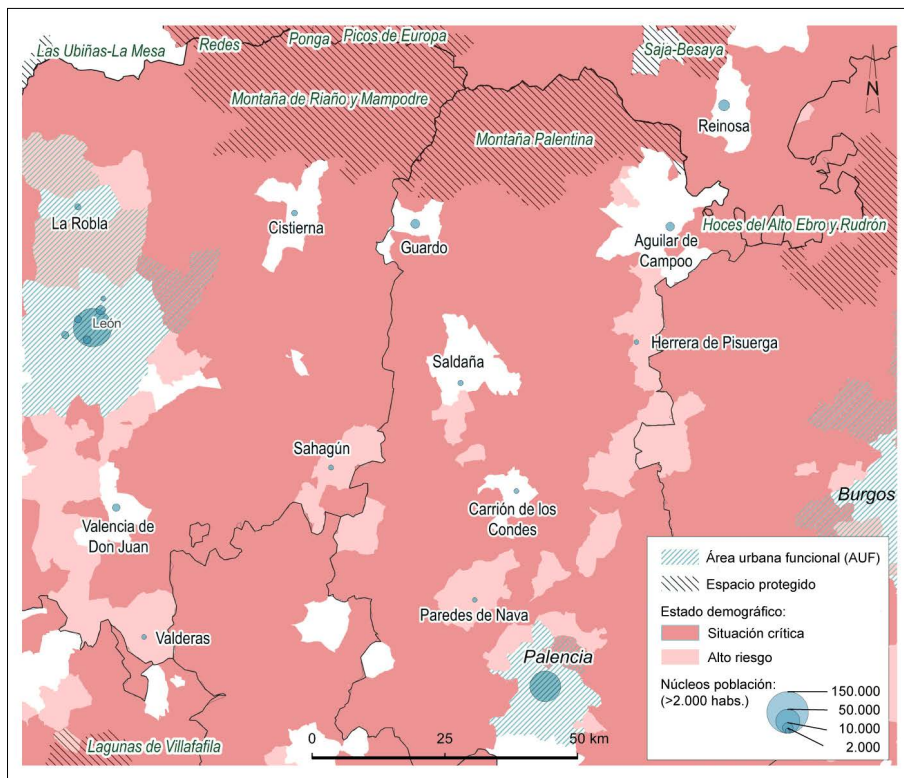 Las Ubiñas-La Mesa
Redes
Ponga
Picos de Europa
Saja-Besaya
N
Montaña de Riaño y Mampodre
Montaña Palentina
Reinosa
La Robla
Cistierna
Guardo
Aguilar de
Campoo
Hoces del Alto Ebro y Rudrón
León
Herrera de Pisuerga
Saldaña
Sahagún
Burgos
Valencia de
Don Juan
Carrión de los
Condes
Paredes de Nava
Valderas
Palencia
Lagunas de Villafafila
0 25 50 km
Área urbana funcional (AUF)
Espacio protegido
Estado demográfico:
Situación crítica
Alto riesgo
Núcleos población:
(>2.000 habs.)
150.000
50.000
10.000
2.000